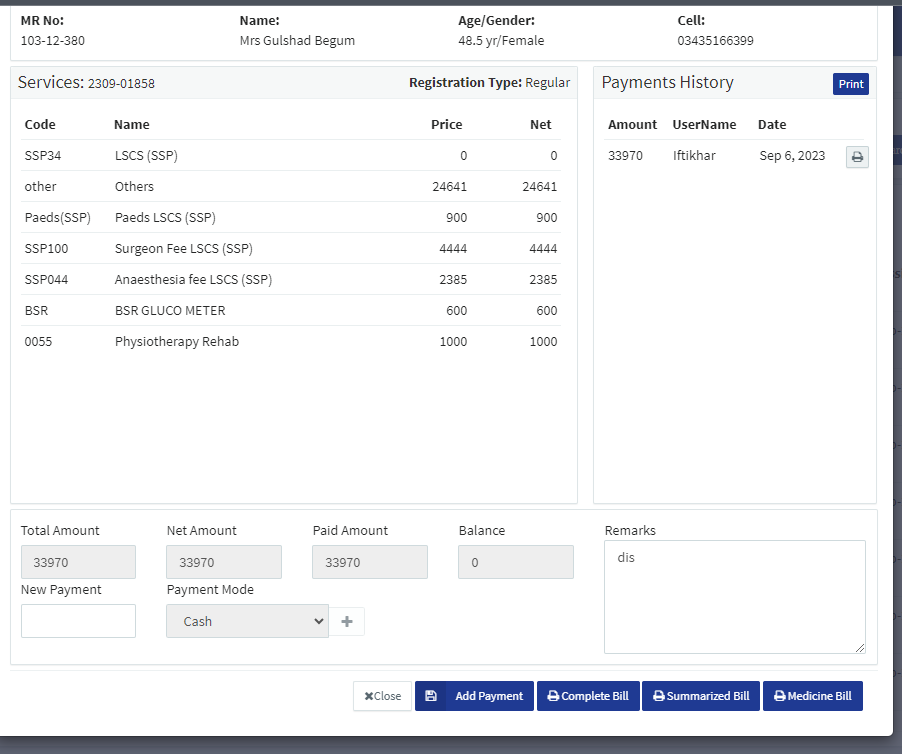 MR No: Name: Age/Gender: Cell:
103-12-380 Mrs Gulshad Begum 48.5 yr/Female 03435166399
Services: 2309-01858 Registration Type: Regular
Code Name Price Net
SSP34 LSCS (SSP) 0 0
other Others 24641 24641
Paeds(SSP) Paeds LSCS (SSP) 900 900
SSP100 Surgeon Fee LSCS (SSP) 4444 4444
SSP044 Anaesthesia fee LSCS (SSP) 2385 2385
BSR BSR GLUCO METER 600 600
0055 Physiotherapy Rehab 1000 1000
Payments History Print
Amount UserName Date
33970 Iftikhar Sep 6, 2023
Total Amount Net Amount Paid Amount Balance Remarks
33970 33970 33970 0 dis
New Payment Payment Mode
Cash
Close Add Payment Complete Bill Summarized Bill Medicine Bill